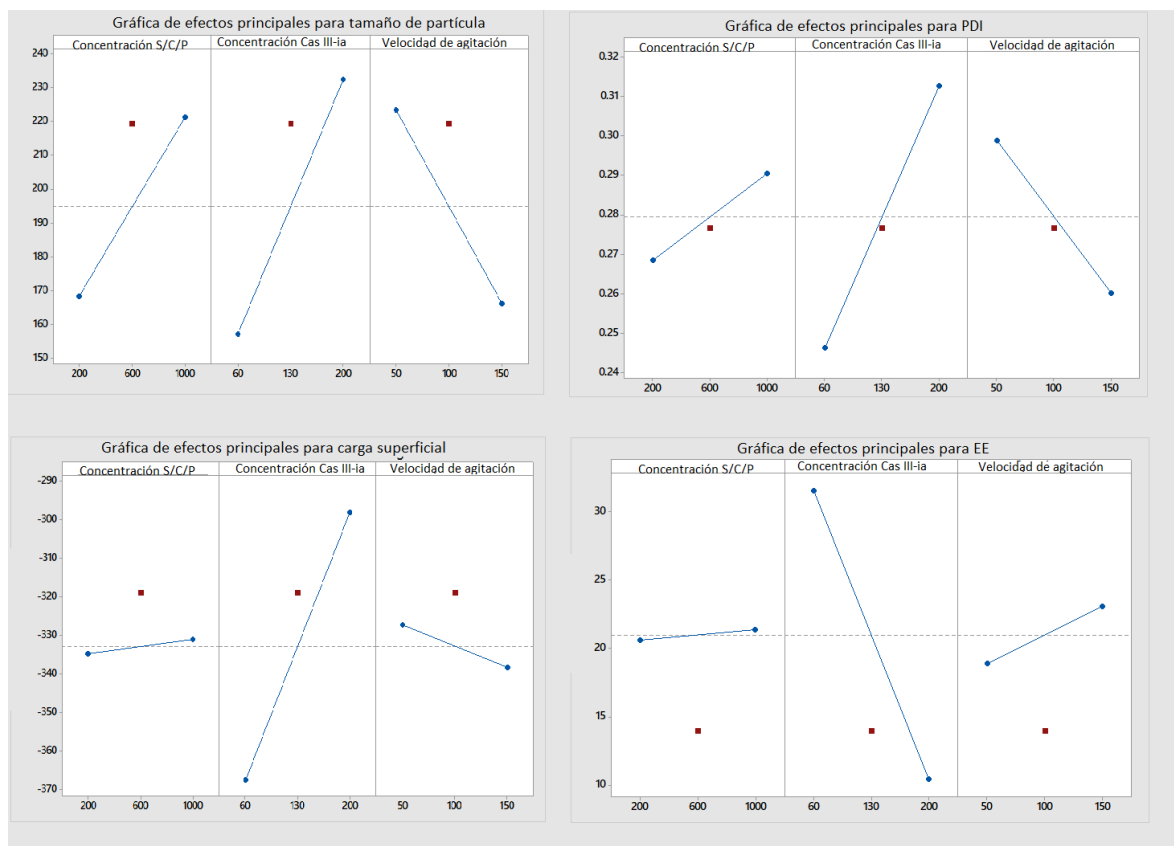 Gráfica de efectos principales para tamaño de partícula
Concentración S/C/P Concentración Cas III-ia Velocidad de agitación
240
230
220
210
200
190
180
170
160
150
200 600 1000 60 130 200 50 100 150
Gráfica de efectos principales para PDI
Concentración S/C/P Concentración Cas III-ia Velocidad de agitación
0.32
0.31
0.30
0.29
0.28
0.27
0.26
0.25
0.24
200 600 1000 60 130 200 50 100 150
Gráfica de efectos principales para carga superficial
Concentración S/C/P Concentración Cas III-ia Velocidad de agitación
-290
-300
-310
-320
-330
-340
-350
-360
-370
200 600 1000 60 130 200 50 100 150
Gráfica de efectos principales para EE
Concentración S/C/P Concentración Cas III-ia Velocidad de agitación
30
25
20
15
10
200 600 1000 60 130 200 50 100 150